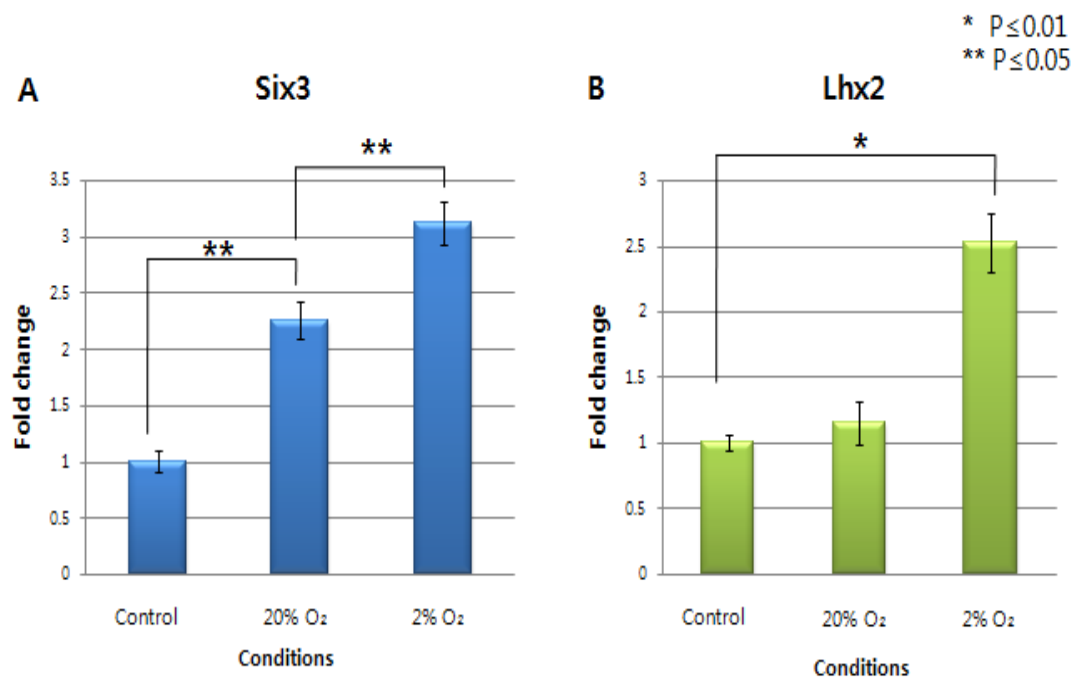 * P≤0.01
** P≤0.05
A Six3
**
**
3.5
3
2.5
2
1.5
1
0.5
0
Fold change
Control 20% O₂ 2% O₂
Conditions
B Lhx2
*
3
2.5
2
1.5
1
0.5
0
Fold change
Control 20% O₂ 2% O₂
Conditions